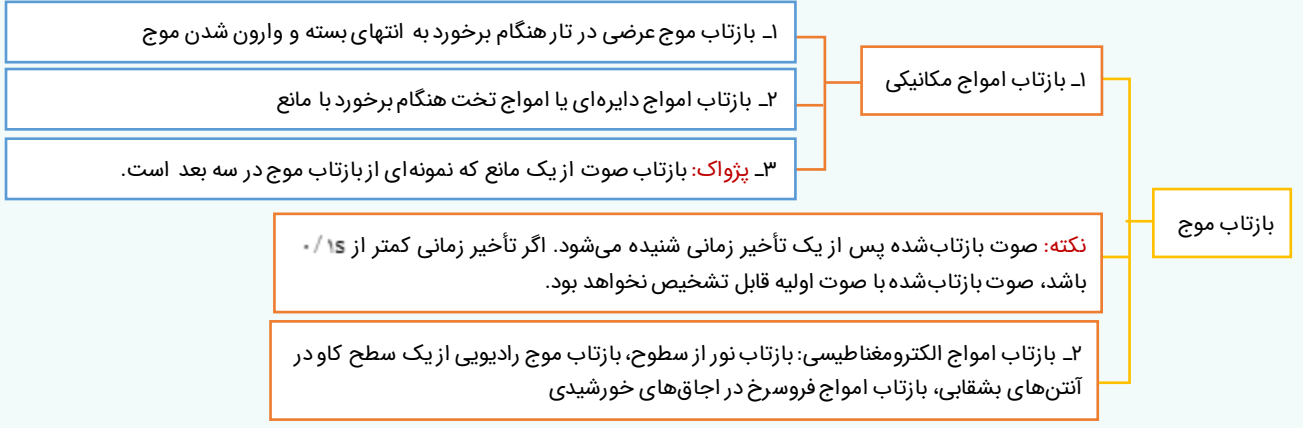 بازتاب موج
۱ـ بازتاب امواج مکانیکی
۱ـ بازتاب موج عرضی در تار هنگام برخورد به انتهای بسته و وارون شدن موج
۲ـ بازتاب امواج دایره‌ای یا امواج تخت هنگام برخورد با مانع
۳ـ پژواک: بازتاب صوت از یک مانع که نمونه‌ای از بازتاب موج در سه بعد است.
نکته: صوت بازتاب‌شده پس از یک تأخیر زمانی شنیده می‌شود. اگر تأخیر زمانی کمتر از ۰/۱s
باشد، صوت بازتاب‌شده با صوت اولیه قابل تشخیص نخواهد بود.
۲ـ بازتاب امواج الکترومغناطیسی: بازتاب نور از سطوح، بازتاب موج رادیویی از یک سطح کاو در
آنتن‌های بشقابی، بازتاب امواج فروسرخ در اجاق‌های خورشیدی